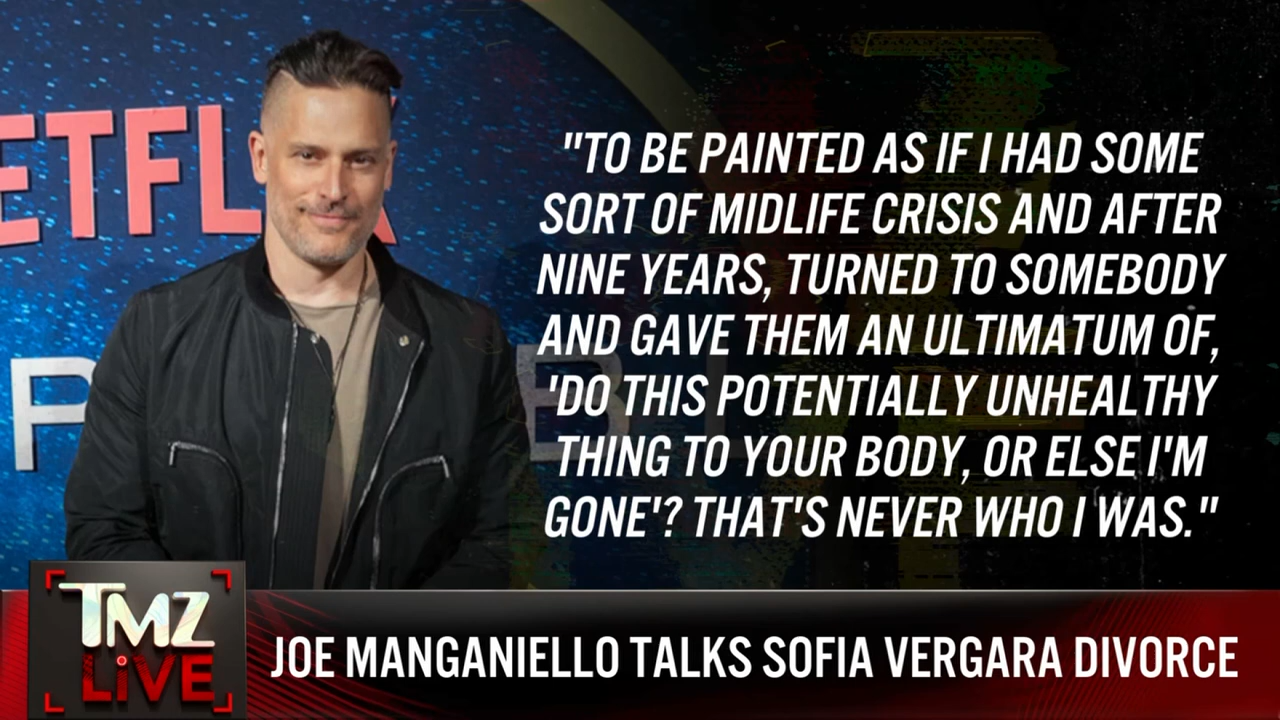 ETFLIX
"TO BE PAINTED AS IF I HAD SOME
SORT OF MIDLIFE CRISIS AND AFTER
NINE YEARS, TURNED TO SOMEBODY
AND GAVE THEM AN ULTIMATUM OF,
'DO THIS POTENTIALLY UNHEALTHY
THING TO YOUR BODY, OR ELSE I'M
GONE'? THAT'S NEVER WHO I WAS."
TMZ
LiVE
JOE MANGANIELLO TALKS SOFIA VERGARA DIVORCE